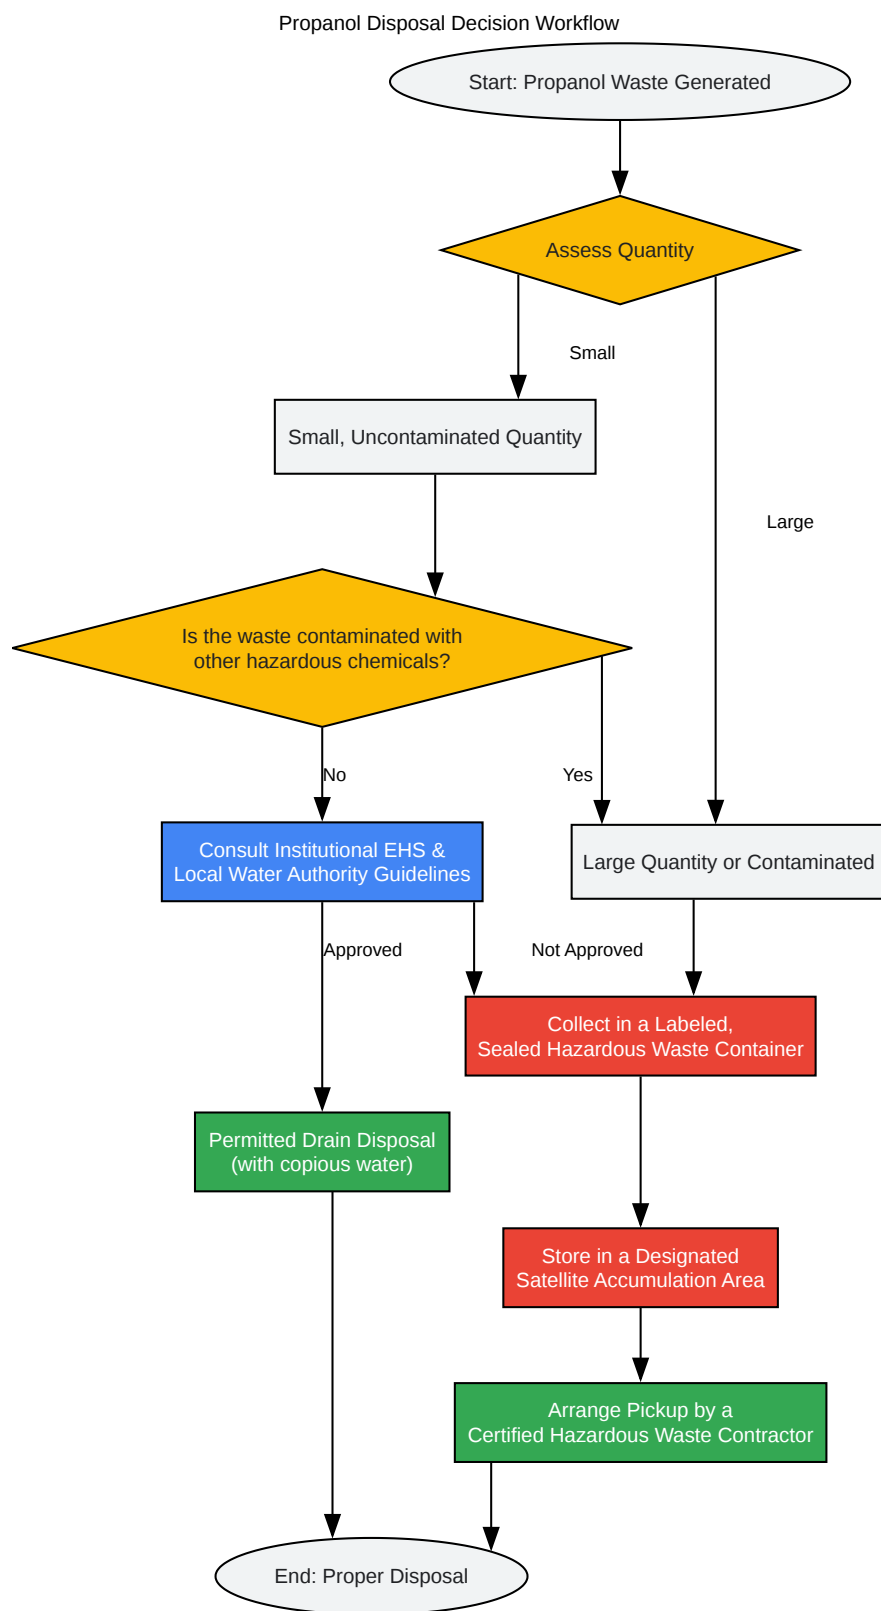 Propanol Disposal Decision Workflow
Start: Propanol Waste Generated
Assess Quantity
Small
Small, Uncontaminated Quantity
Large
Is the waste contaminated with
other hazardous chemicals?
No
Yes
Consult Institutional EHS &
Local Water Authority Guidelines
Large Quantity or Contaminated
Approved
Not Approved
Collect in a Labeled,
Sealed Hazardous Waste Container
Permitted Drain Disposal
(with copious water)
Store in a Designated
Satellite Accumulation Area
Arrange Pickup by a
Certified Hazardous Waste Contractor
End: Proper Disposal